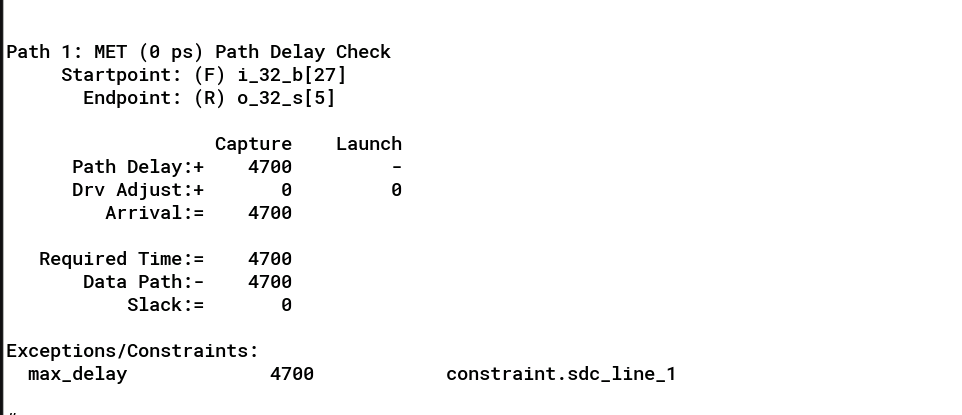 Path 1: MET (0 ps) Path Delay Check
Startpoint: (F) i_32_b[27]
Endpoint: (R) o_32_s[5]
Capture Launch
Path Delay:+ 4700 -
Drv Adjust:+ 0 0
Arrival:= 4700
Required Time:= 4700
Data Path:- 4700
Slack:= 0
Exceptions/Constraints:
max_delay 4700 constraint.sdc_line_1